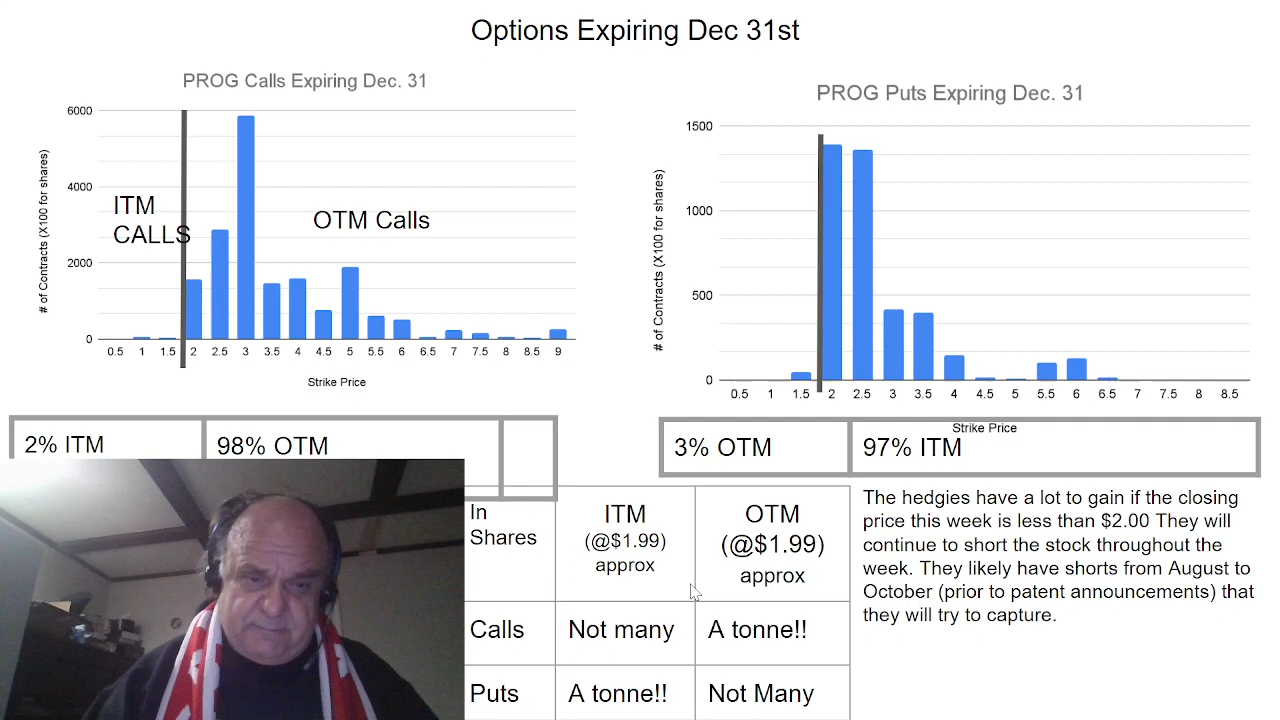 Options Expiring Dec 31st
PROG Calls Expiring Dec. 31
6000
4000
2000
0
# of Contracts (X100 for shares)
ITM
CALLS
OTM Calls
0.5 1 1.5 2 2.5 3 3.5 4 4.5 5 5.5 6 6.5 7 7.5 8 8.5 9
Strike Price
PROG Puts Expiring Dec. 31
1500
1000
500
0
# of Contracts (X100 for shares)
0.5 1 1.5 2 2.5 3 3.5 4 4.5 5 5.5 6 6.5 7 7.5 8 8.5
Strike Price
2% ITM 98% OTM
3% OTM 97% ITM
In
Shares
ITM
(@$1.99)
approx
OTM
(@$1.99)
approx
Calls Not many A tonne!!
Puts A tonne!! Not Many
The hedgies have a lot to gain if the closing
price this week is less than $2.00 They will
continue to short the stock throughout the
week. They likely have shorts from August to
October (prior to patent announcements) that
they will try to capture.